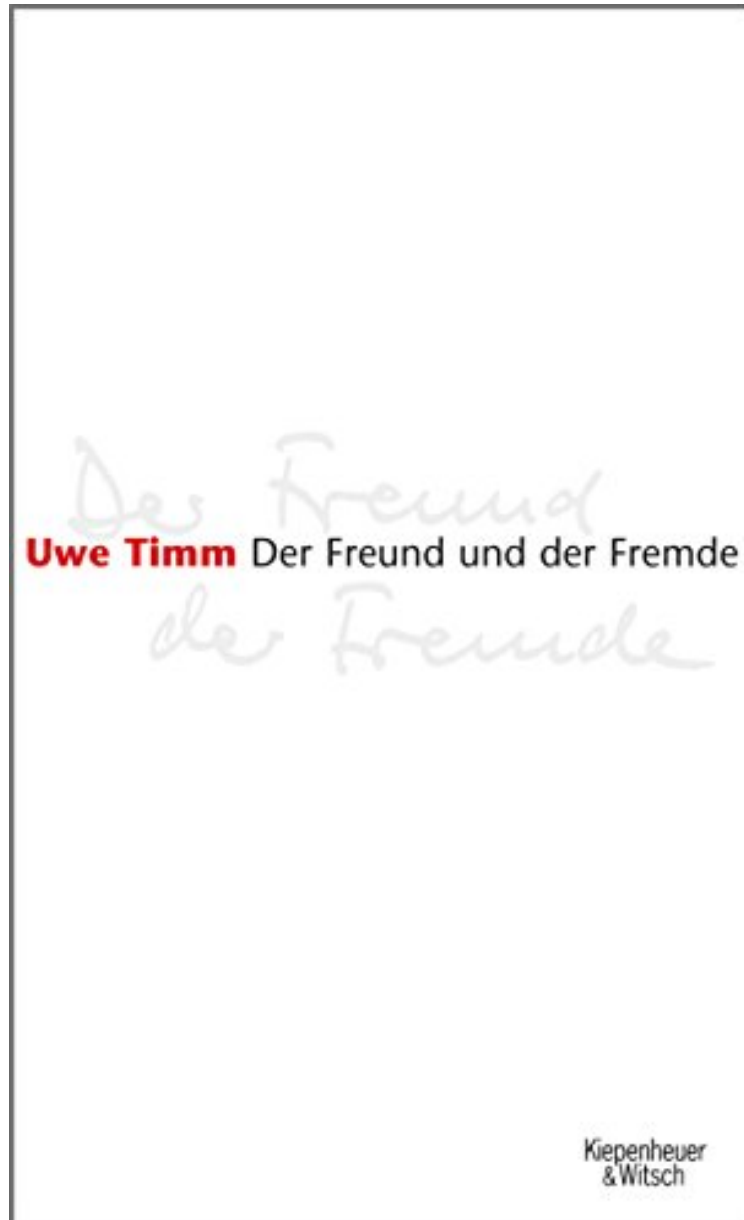 Der Freund
Uwe Timm Der Freund und der Fremde
der Fremde
Kiepenheuer
& Witsch